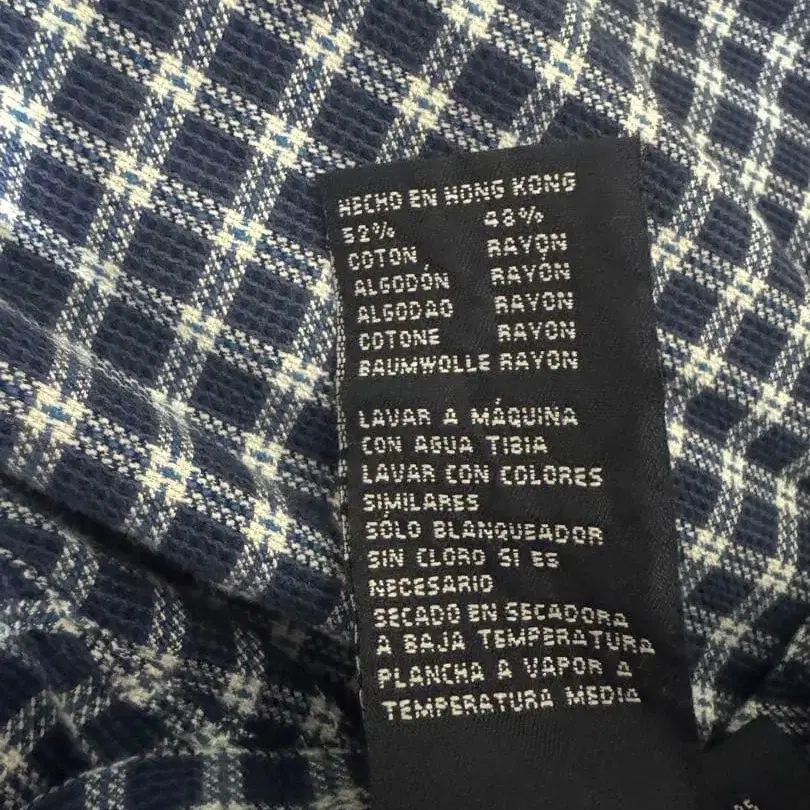 HECHO EN HONG KONG
52% 48%
COTON RAYON
ALGODÓN RAYON
ALGODAO RAYON
COTONE RAYON
BAUMWOLLE RAYON
LAVAR A MÁQUINA
CON AGUA TIBIA
LAVAR CON COLORES
SIMILARES
SÓLO BLANQUEADOR
SIN CLORO SI ES
NECESARIO
SECADO EN SECADORA
A BAJA TEMPERATURA
PLANCHA A VAPOR A
TEMPERATURA MEDIA